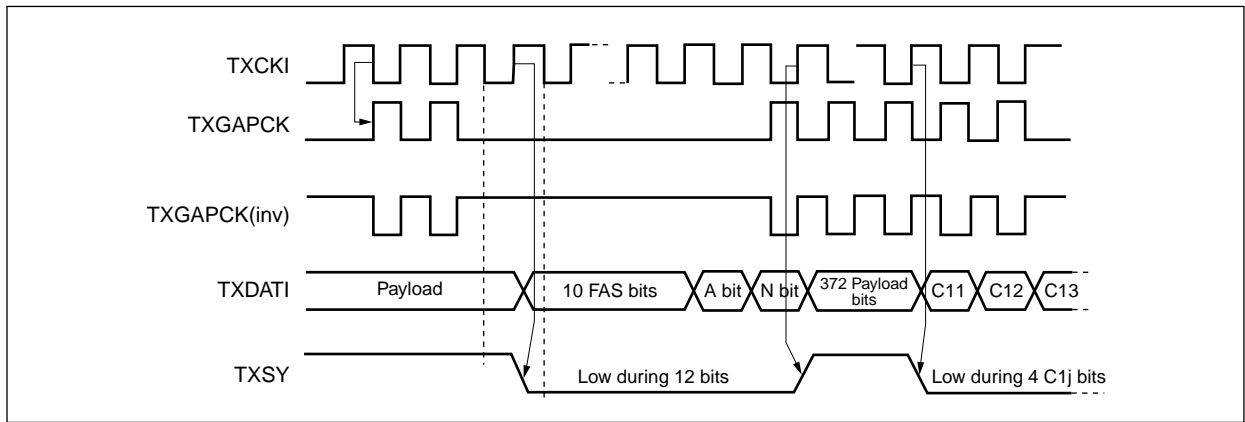 TXCKI
TXGAPCK
TXGAPCK(inv)
TXDATI
Payload
10 FAS bits
A bit
N bit
372 Payload
bits
C11
C12
C13
TXSY
Low during 12 bits
Low during 4 C1j bits